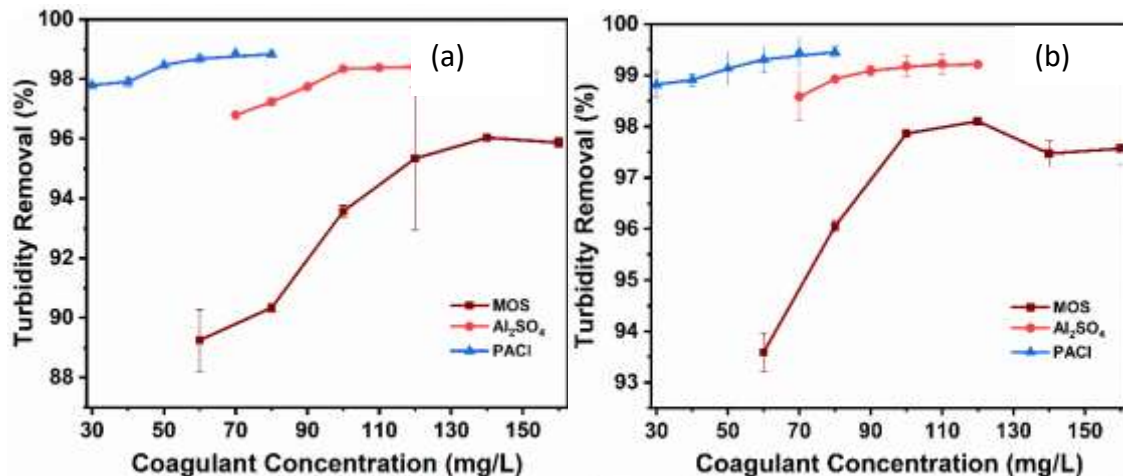 (a)
Turbidity Removal (%)
100
98
96
94
92
90
88
MOS
Al₂SO₄
PACl
30 50 70 90 110 130 150
Coagulant Concentration (mg/L)
(b)
Turbidity Removal (%)
100
99
98
97
96
95
94
93
MOS
Al₂SO₄
PACl
30 50 70 90 110 130 150
Coagulant Concentration (mg/L)